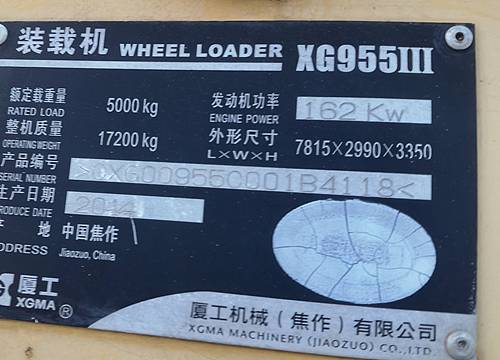 装载机 WHEEL LOADER XG955III
额定载重量 5000 kg 发动机功率 162 Kw
RATED LOAD ENGINE POWER
整机质量 17200 kg 外形尺寸 7815×2990×3350
OPERATING WEIGHT L×W×H
产品编号 >CXG00955C001B4118<
SERIAL NUMBER
生产日期 2014
PRODUCE DATE
产 地 中国焦作
ADDRESS Jiaozuo, China
厦工 XGMA ®
厦工机械(焦作)有限公司
XGMA MACHINERY (JIAOZUO) CO.,LTD